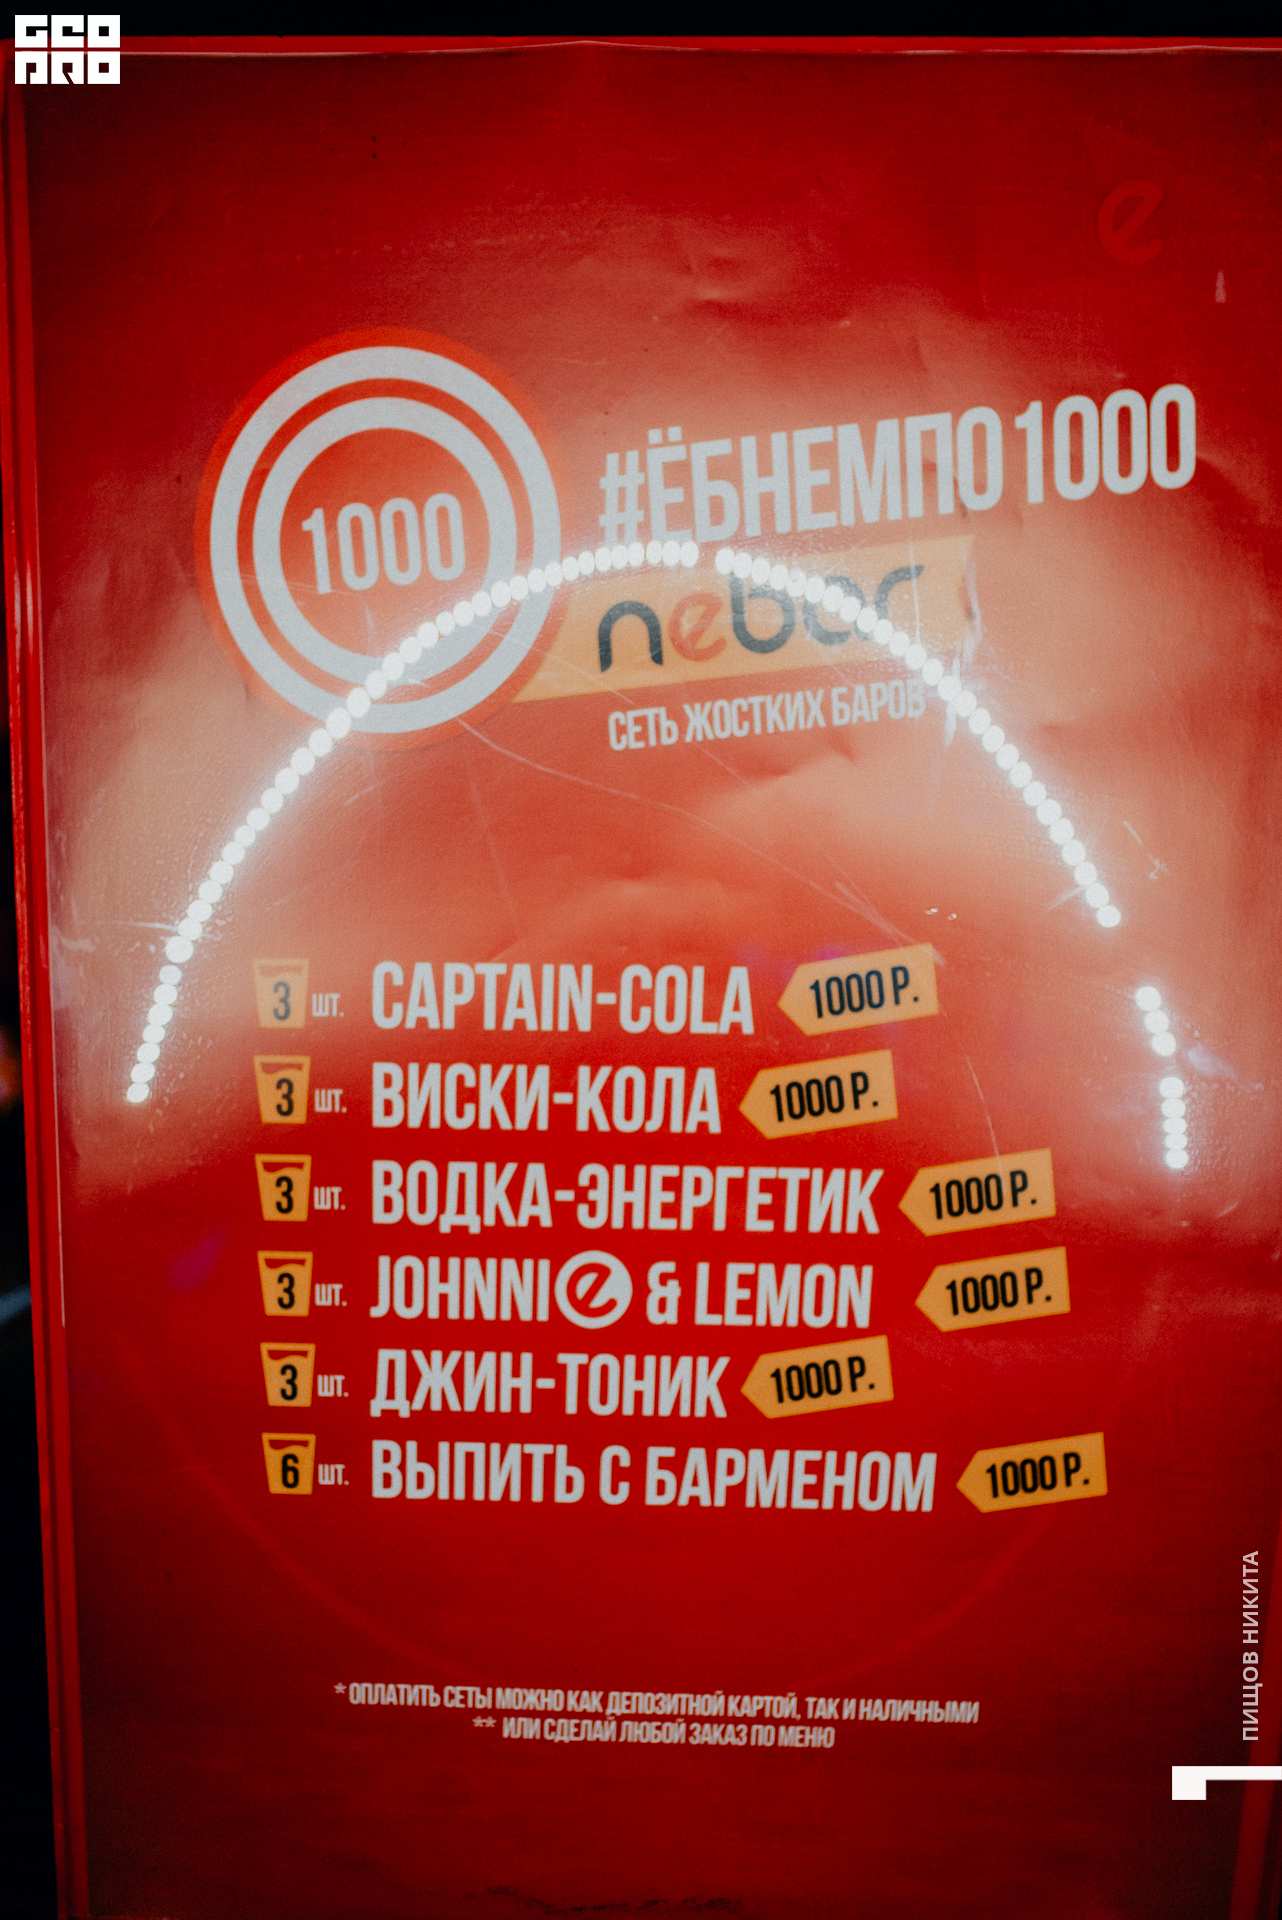 GEO
PRO
e
1000
#ЁБНЕМПО1000
nebar
СЕТЬ ЖОСТКИХ БАРОВ
3 ШТ. CAPTAIN-COLA 1000 Р.
3 ШТ. ВИСКИ-КОЛА 1000 Р.
3 ШТ. ВОДКА-ЭНЕРГЕТИК 1000 Р.
3 ШТ. JOHNNIe & LEMON 1000 Р.
3 ШТ. ДЖИН-ТОНИК 1000 Р.
6 ШТ. ВЫПИТЬ С БАРМЕНОМ 1000 Р.
* ОПЛАТИТЬ СЕТЫ МОЖНО КАК ДЕПОЗИТНОЙ КАРТОЙ, ТАК И НАЛИЧНЫМИ
** ИЛИ СДЕЛАЙ ЛЮБОЙ ЗАКАЗ ПО МЕНЮ
ПИЩОВ НИКИТА